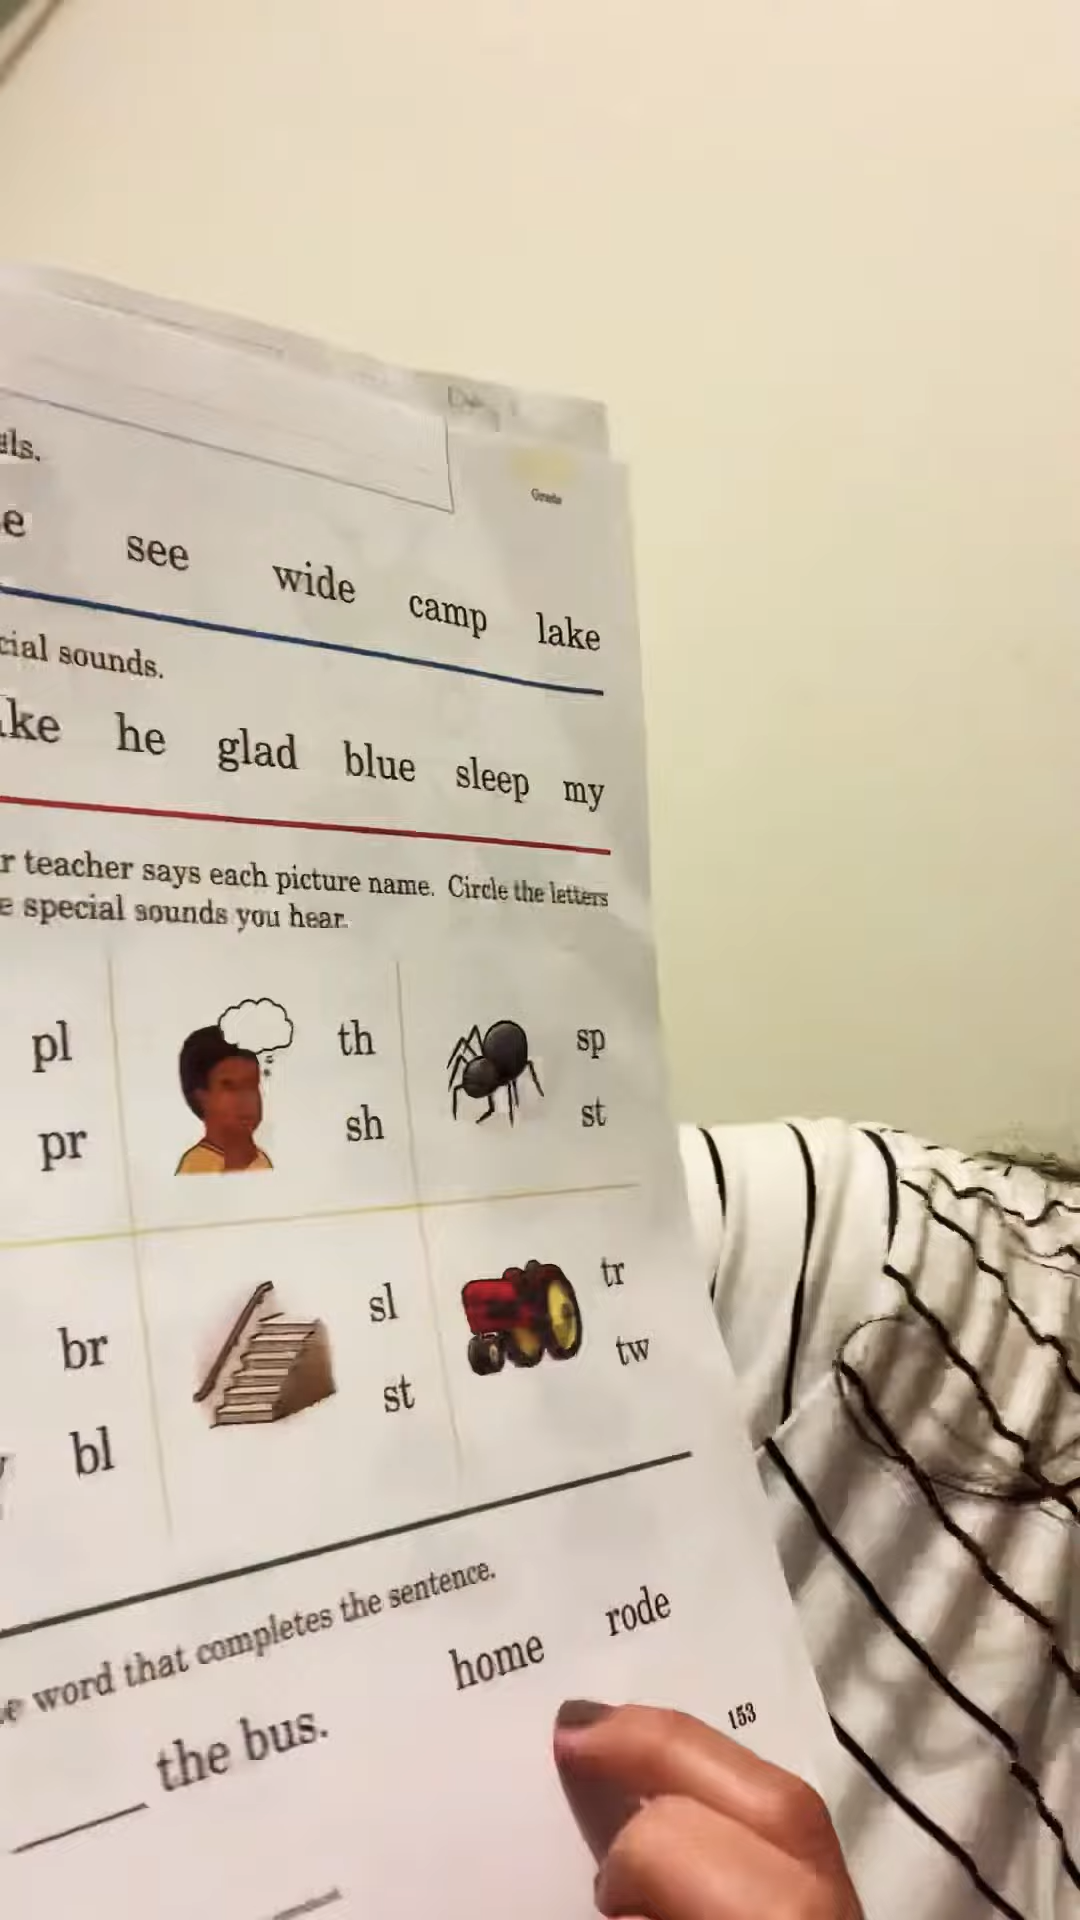 Grade
als.
e see wide camp lake
cial sounds.
ke he glad blue sleep my
r teacher says each picture name. Circle the letters
e special sounds you hear.
pl th sp
pr sh st
br sl tr
bl st tw
e word that completes the sentence.
the bus. home rode
153